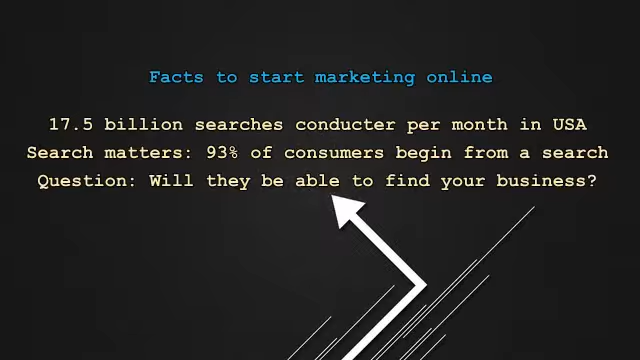 Facts to start marketing online
17.5 billion searches conducter per month in USA
Search matters: 93% of consumers begin from a search
Question: Will they be able to find your business?